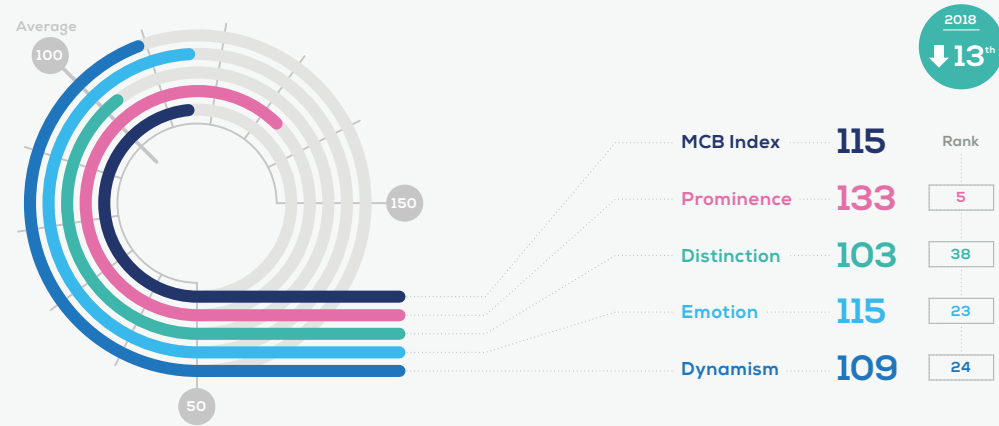 Average
100
150
50
2018
13th
MCB Index 115 Rank
Prominence 133 5
Distinction 103 38
Emotion 115 23
Dynamism 109 24